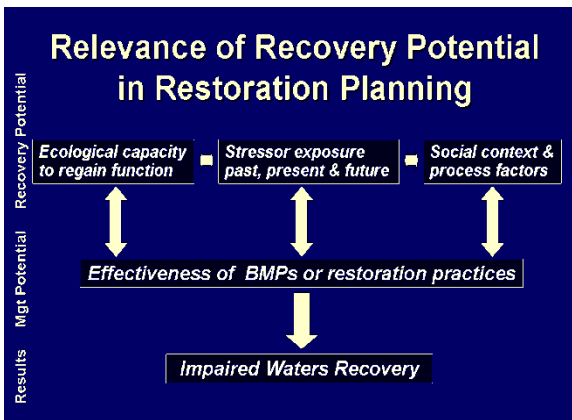 Relevance of Recovery Potential
in Restoration Planning
Recovery Potential
Ecological capacity
to regain function
Stressor exposure
past, present & future
Social context &
process factors
Mgt Potential
Effectiveness of BMPs or restoration practices
Results
Impaired Waters Recovery